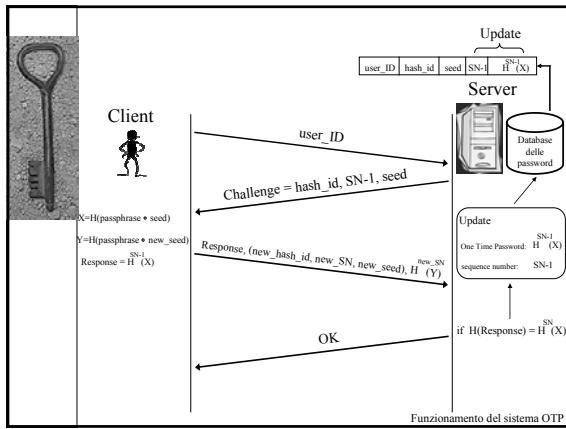 Update
user_ID hash_id seed SN-1 H^SN-1(X)
Client
Server
user_ID
Database
delle
password
Challenge = hash_id, SN-1, seed
X=H(passphrase • seed)
Y=H(passphrase • new_seed)
Response = H^SN-1(X)
Response, (new_hash_id, new_SN, new_seed), H^new_SN(Y)
Update
One Time Password: H^SN-1(X)
sequence number: SN-1
if H(Response) = H^SN(X)
OK
Funzionamento del sistema OTP